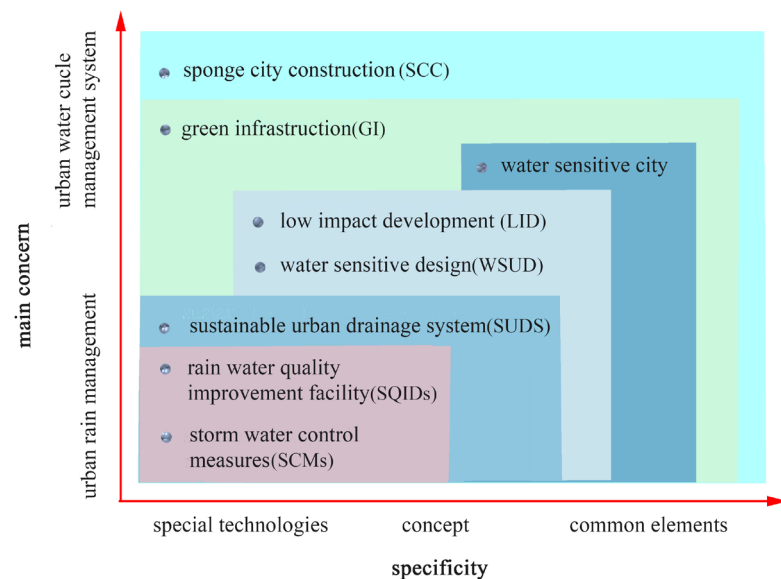 sponge city construction (SCC)
green infrastruction(GI)
water sensitive city
low impact development (LID)
water sensitive design(WSUD)
sustainable urban drainage system(SUDS)
rain water quality
improvement facility(SQIDs)
storm water control
measures(SCMs)
main concern
urban water cucle
management system
urban rain management
special technologies
concept
common elements
specificity